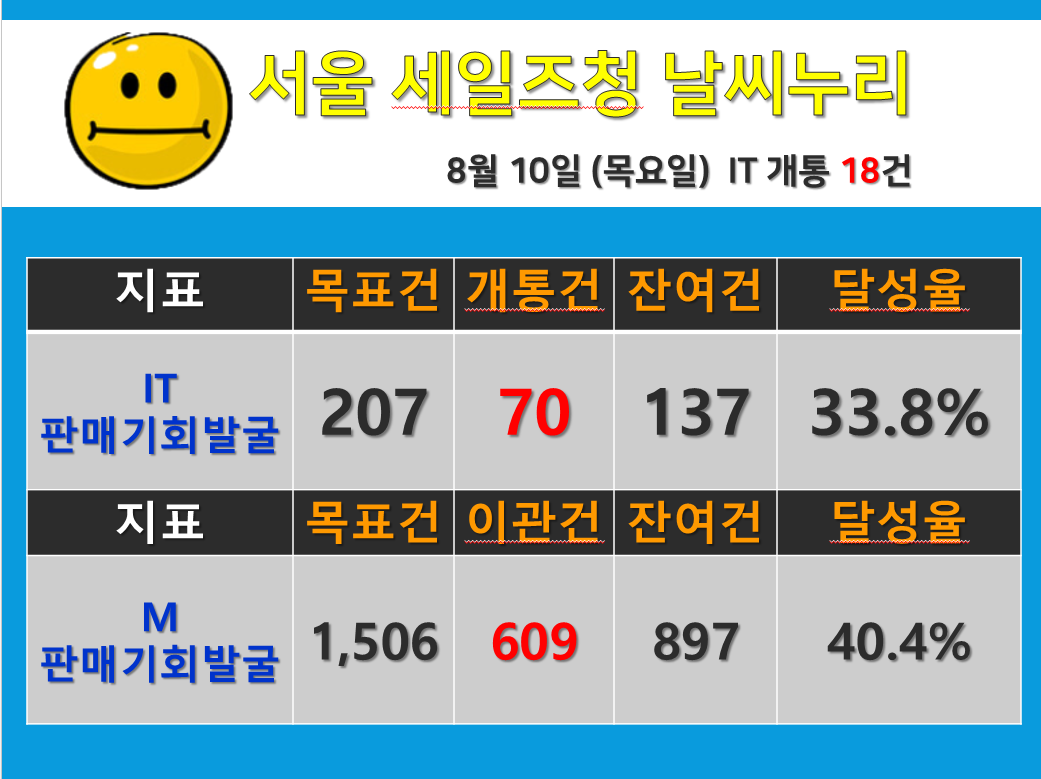 서울 세일즈청 날씨누리
8월 10일 (목요일) IT 개통 18건
지표 목표건 개통건 잔여건 달성율
IT
판매기회발굴 207 70 137 33.8%
지표 목표건 이관건 잔여건 달성율
M
판매기회발굴 1,506 609 897 40.4%